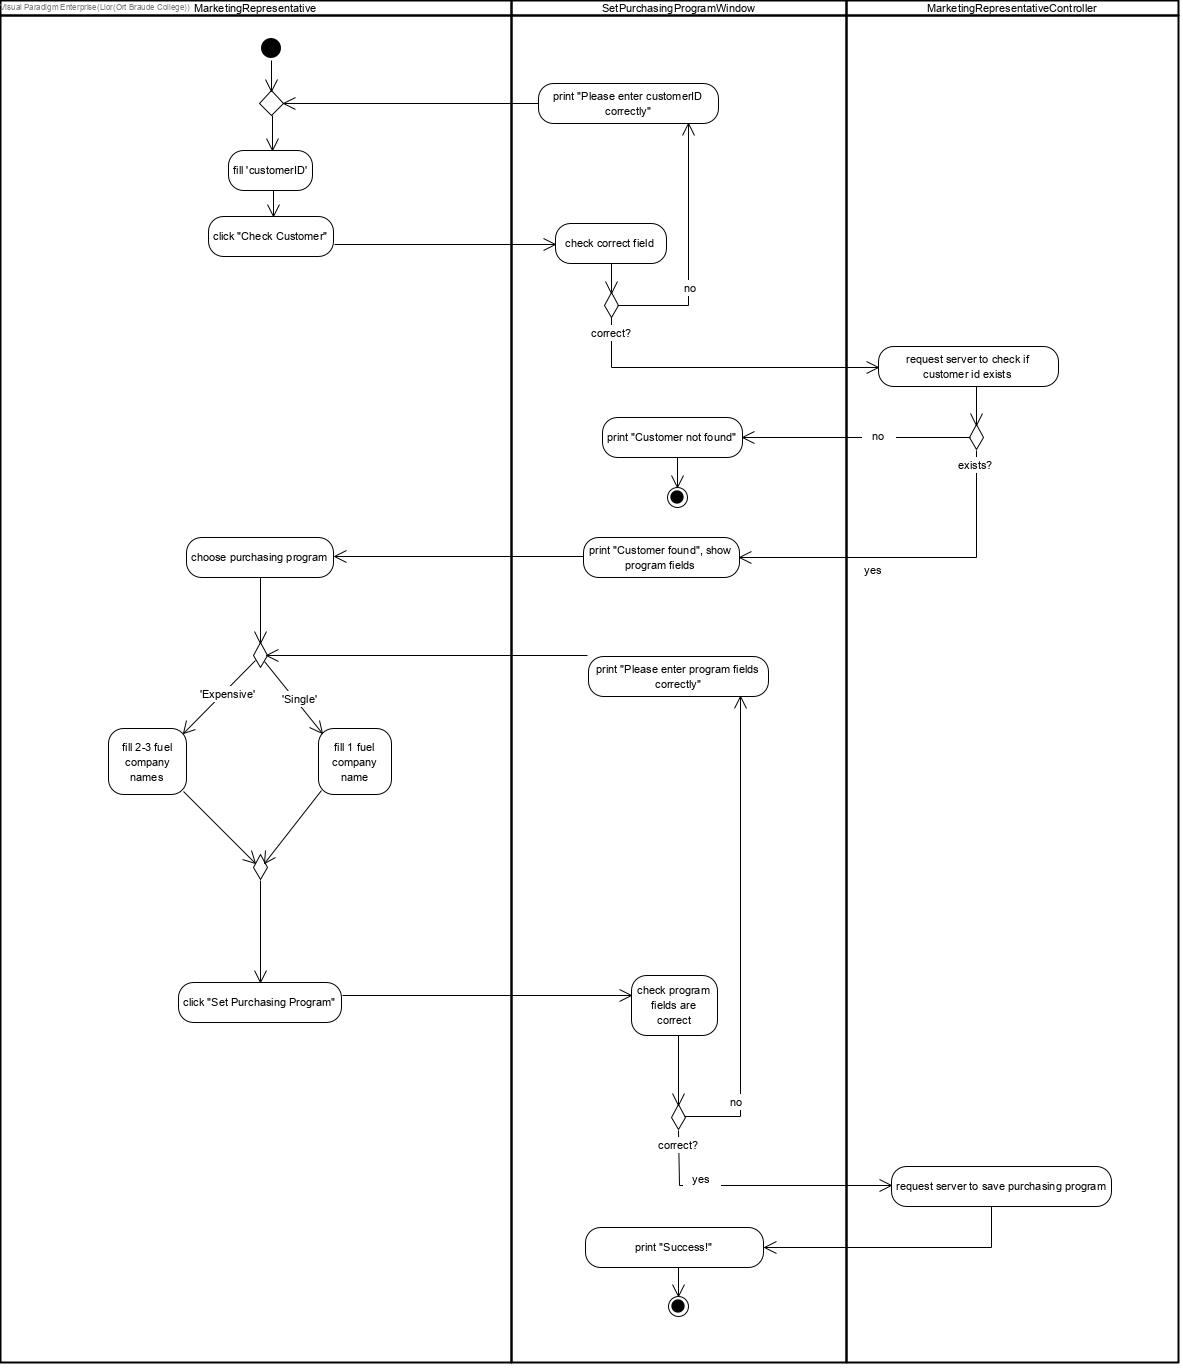 Visual Paradigm Enterprise(Lior(Ort Braude College))
MarketingRepresentative
SetPurchasingProgramWindow
MarketingRepresentativeController
print "Please enter customerID
correctly"
fill 'customerID'
click "Check Customer"
check correct field
no
correct?
request server to check if
customer id exists
print "Customer not found"
no
exists?
choose purchasing program
print "Customer found", show
program fields
yes
print "Please enter program fields
correctly"
'Expensive'
'Single'
fill 2-3 fuel
company
names
fill 1 fuel
company
name
click "Set Purchasing Program"
check program
fields are
correct
no
correct?
yes
request server to save purchasing program
print "Success!"